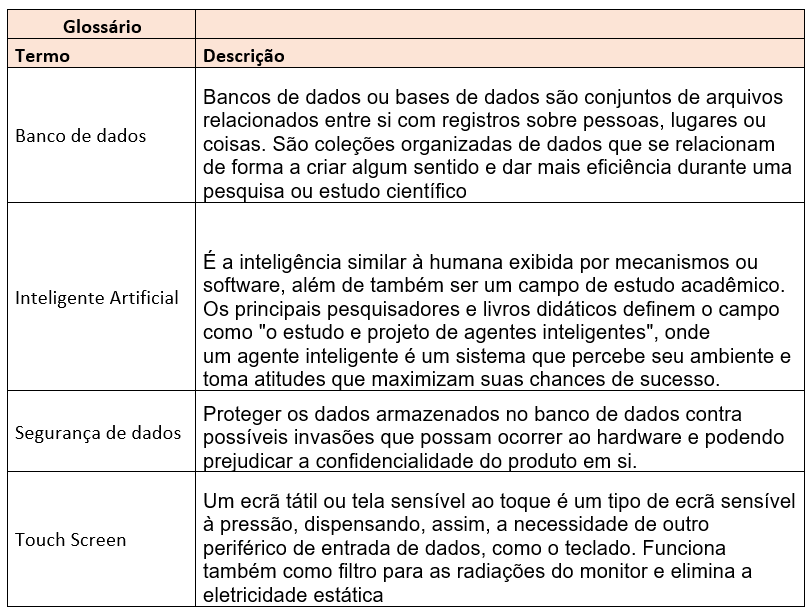 Glossário
Termo
Descrição
Banco de dados
Bancos de dados ou bases de dados são conjuntos de arquivos
relacionados entre si com registros sobre pessoas, lugares ou
coisas. São coleções organizadas de dados que se relacionam
de forma a criar algum sentido e dar mais eficiência durante uma
pesquisa ou estudo científico
Inteligente Artificial
É a inteligência similar à humana exibida por mecanismos ou
software, além de também ser um campo de estudo acadêmico.
Os principais pesquisadores e livros didáticos definem o campo
como "o estudo e projeto de agentes inteligentes", onde
um agente inteligente é um sistema que percebe seu ambiente e
toma atitudes que maximizam suas chances de sucesso.
Segurança de dados
Proteger os dados armazenados no banco de dados contra
possíveis invasões que possam ocorrer ao hardware e podendo
prejudicar a confidencialidade do produto em si.
Touch Screen
Um ecrã tátil ou tela sensível ao toque é um tipo de ecrã sensível
à pressão, dispensando, assim, a necessidade de outro
periférico de entrada de dados, como o teclado. Funciona
também como filtro para as radiações do monitor e elimina a
eletricidade estática